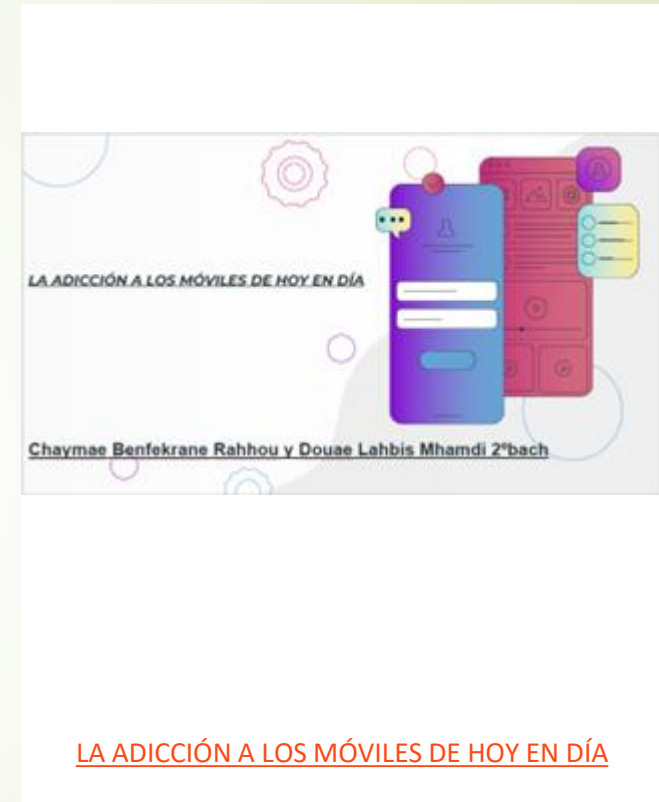 LA ADICCIÓN A LOS MÓVILES DE HOY EN DÍA
Chaymae Benfekrane Rahhou y Douae Lahbis Mhamdi 2ºbach
LA ADICCIÓN A LOS MÓVILES DE HOY EN DÍA